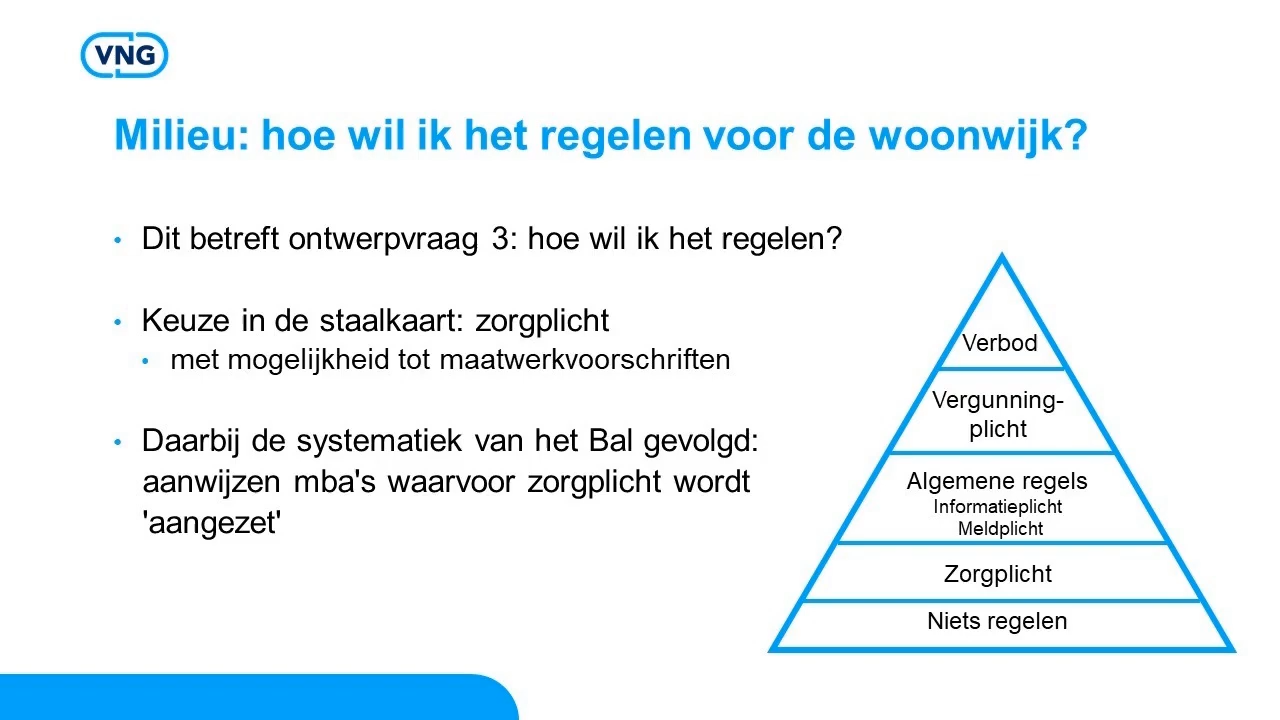 VNG
Milieu: hoe wil ik het regelen voor de woonwijk?
• Dit betreft ontwerpvraag 3: hoe wil ik het regelen?
• Keuze in de staalkaart: zorgplicht
• met mogelijkheid tot maatwerkvoorschriften
• Daarbij de systematiek van het Bal gevolgd:
aanwijzen mba's waarvoor zorgplicht wordt
'aangezet'
Verbod
Vergunning-
plicht
Algemene regels
Informatieplicht
Meldplicht
Zorgplicht
Niets regelen